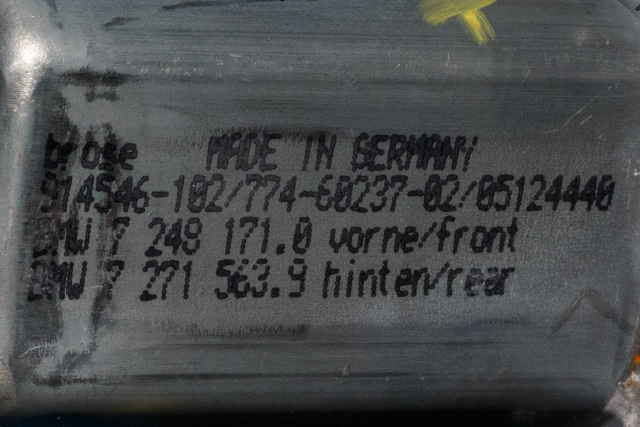 brose MADE IN GERMANY
914546-102/774-60237-02/05124440
BMW 7 248 171.0 vorne/front
BMW 7 271 563.9 hinten/rear